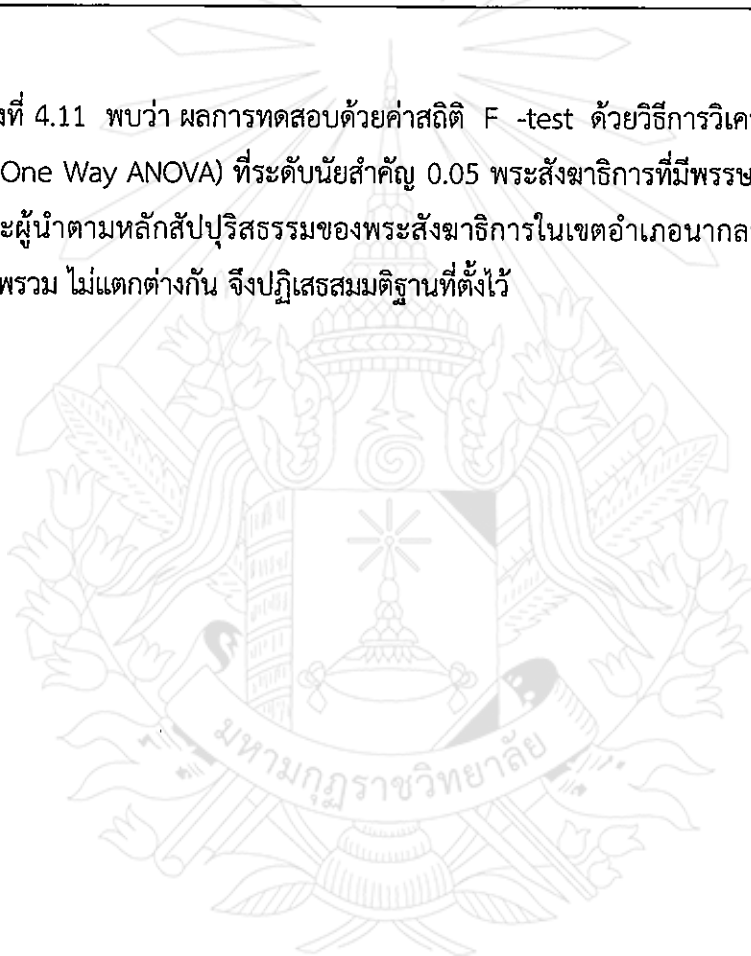 งที่ 4.11 พบว่า ผลการทดสอบด้วยค่าสถิติ F -test ด้วยวิธีการวิเค
One Way ANOVA) ที่ระดับนัยสำคัญ 0.05 พระสังฆาธิการที่มีพรรษ
ะผู้นำตามหลักสัปปุริสธรรมของพระสังฆาธิการในเขตอำเภอนากล
พรวม ไม่แตกต่างกัน จึงปฏิเสธสมมติฐานที่ตั้งไว้
มหามกุฏราชวิทยาลัย